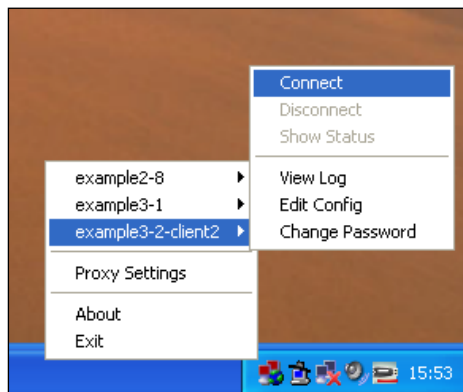 Connect
Disconnect
Show Status
View Log
Edit Config
Change Password
example2-8
example3-1
example3-2-client2
Proxy Settings
About
Exit
15:53